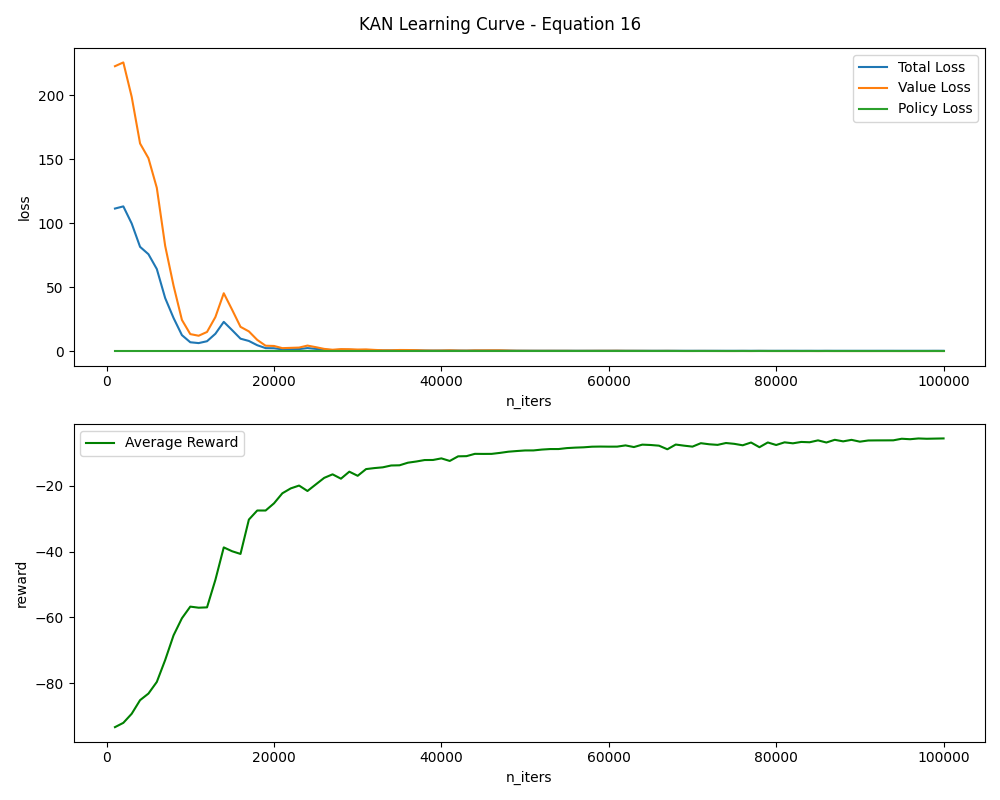 KAN Learning Curve - Equation 16
Total Loss
Value Loss
Policy Loss
200
150
100
50
0
loss
0 20000 40000 60000 80000 100000
n_iters
Average Reward
−20
−40
−60
−80
reward
0 20000 40000 60000 80000 100000
n_iters